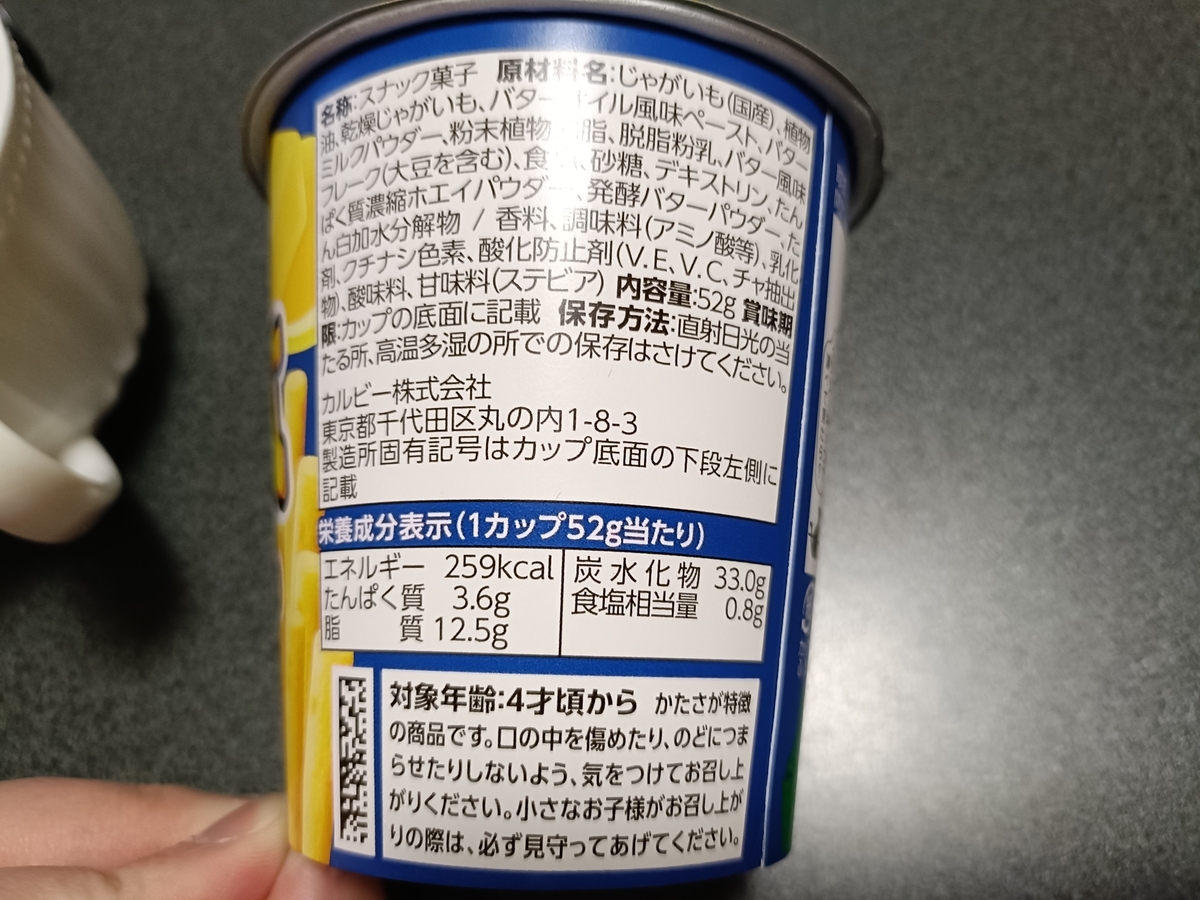 名称:スナック菓子 原材料名:じゃがいも(国産)、植物
油、乾燥じゃがいも、バターオイル風味ペースト、バター
ミルクパウダー、粉末植物油脂、脱脂粉乳、バター風味
フレーク(大豆を含む)、食塩、砂糖、デキストリン、たん
ぱく質濃縮ホエイパウダー、発酵バターパウダー、た
ん白加水分解物 / 香料、調味料(アミノ酸等)、乳化
剤、クチナシ色素、酸化防止剤(V.E、V.C、チャ抽出
物)、酸味料、甘味料(ステビア) 内容量:52g 賞味期
限:カップの底面に記載 保存方法:直射日光の当
たる所、高温多湿の所での保存はさけてください。
カルビー株式会社
東京都千代田区丸の内1-8-3
製造所固有記号はカップ底面の下段左側に
記載
栄養成分表示(1カップ52g当たり)
エネルギー 259kcal
たんぱく質 3.6g
脂質 12.5g
炭水化物 33.0g
食塩相当量 0.8g
対象年齢:4才頃から かたさが特徴
の商品です。口の中を傷めたり、のどにつま
らせたりしないよう、気をつけてお召し上
がりください。小さなお子様がお召し上が
りの際は、必ず見守ってあげてください。